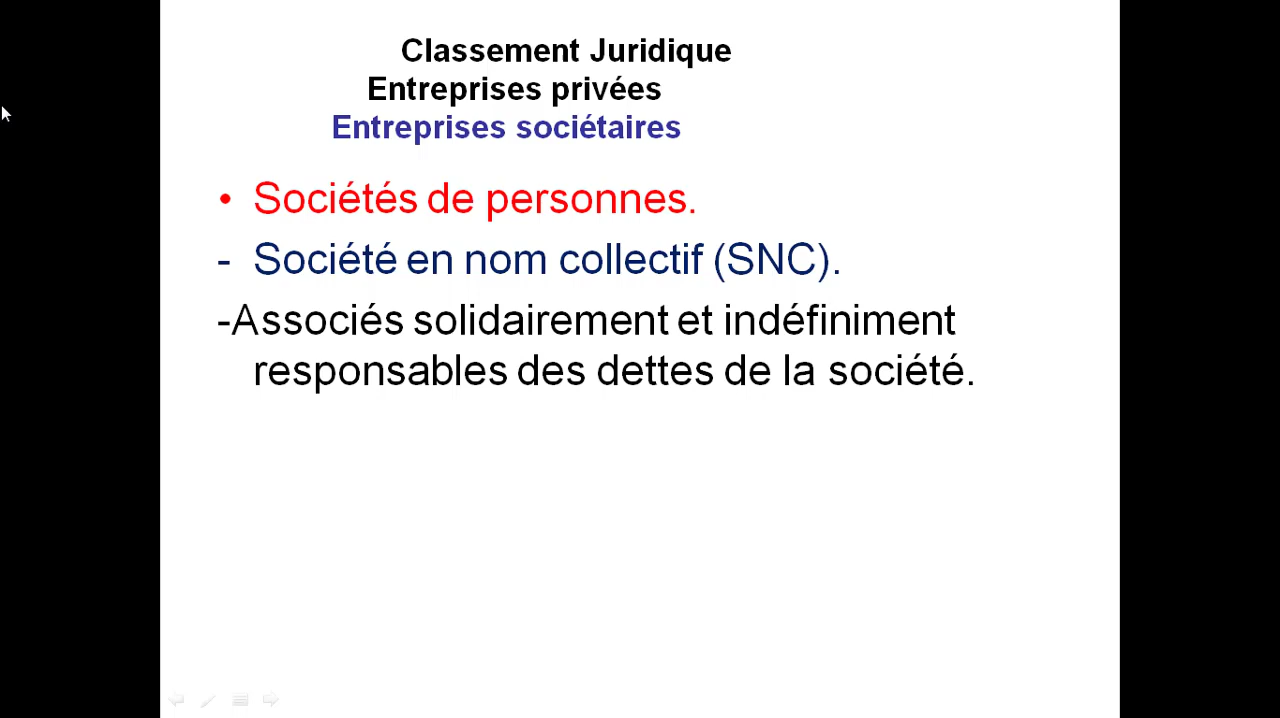 Classement Juridique
Entreprises privées
Entreprises sociétaires
• Sociétés de personnes.
- Société en nom collectif (SNC).
-Associés solidairement et indéfiniment
responsables des dettes de la société.